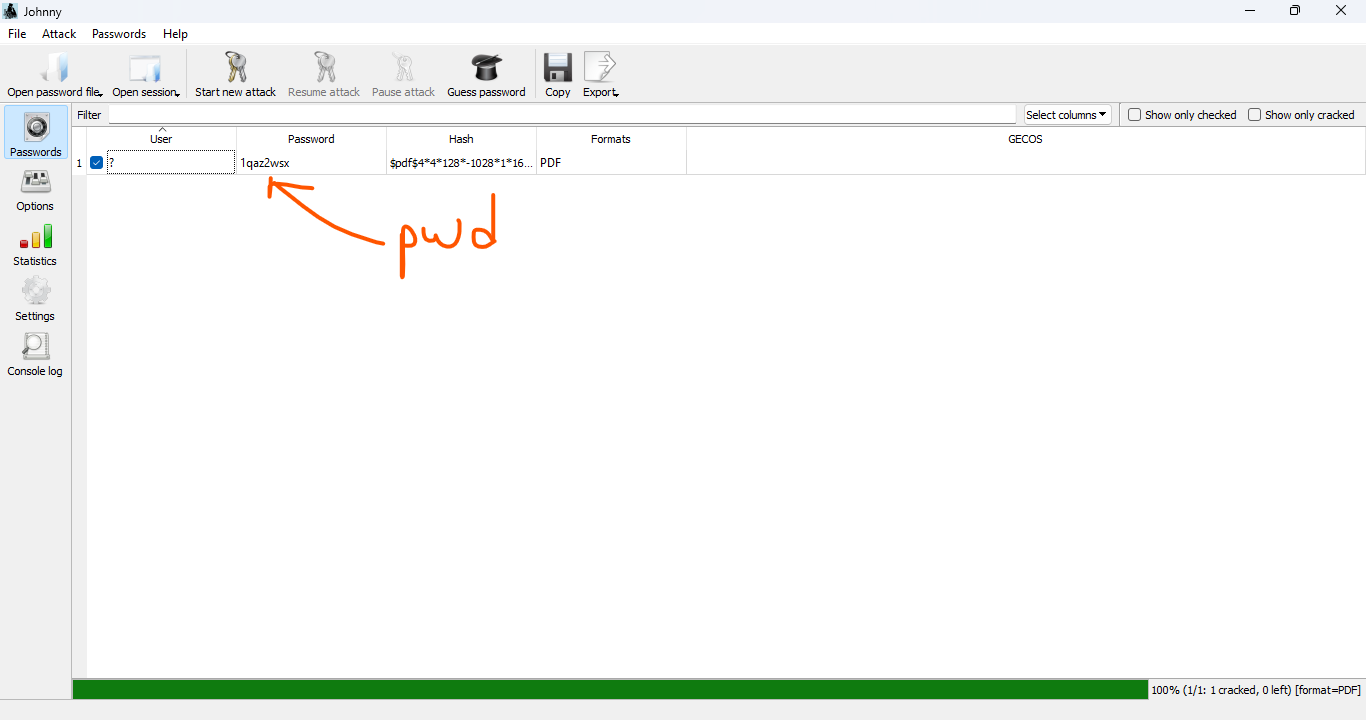 Johnny
File Attack Passwords Help
Open password file Open session Start new attack Resume attack Pause attack Guess password Copy Export
Passwords
Options
Statistics
Settings
Console log
Filter Select columns Show only checked Show only cracked
User Password Hash Formats GECOS
1 ? 1qaz2wsx $pdf$4*4*128*-1028*1*16... PDF
pwd
100% (1/1: 1 cracked, 0 left) [format=PDF]